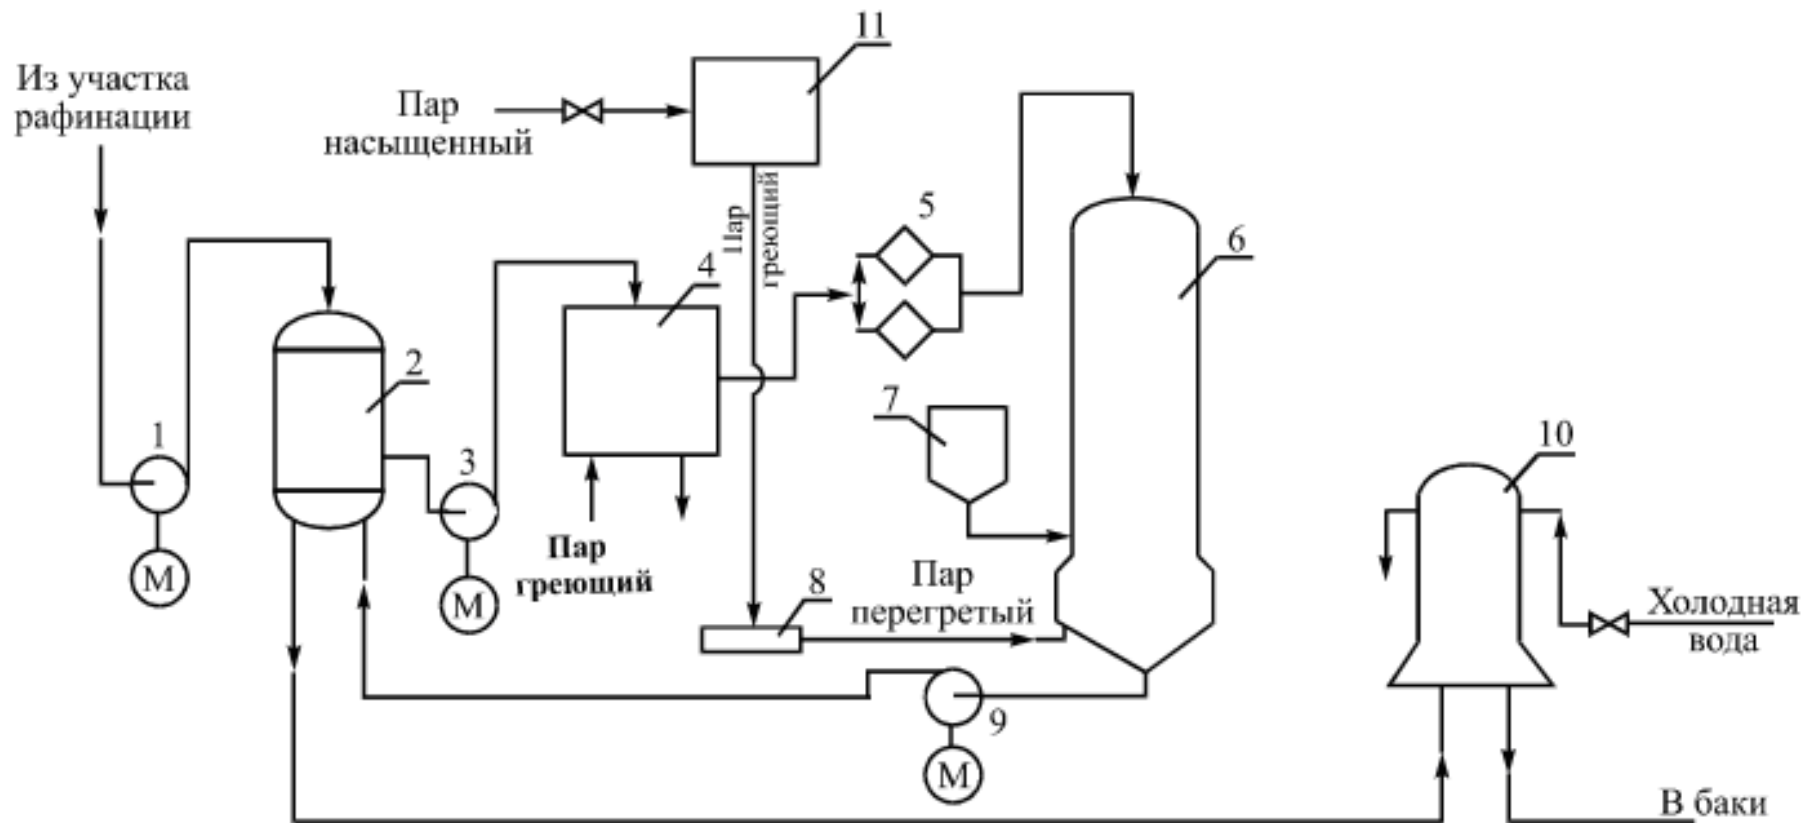 11
Из участка
рафинации
Пар
насыщенный
Пар
греющий
5
6
4
2
7
1
3
10
Пар
греющий
8
Пар
перегретый
М
М
Холодная
вода
9
М
В баки